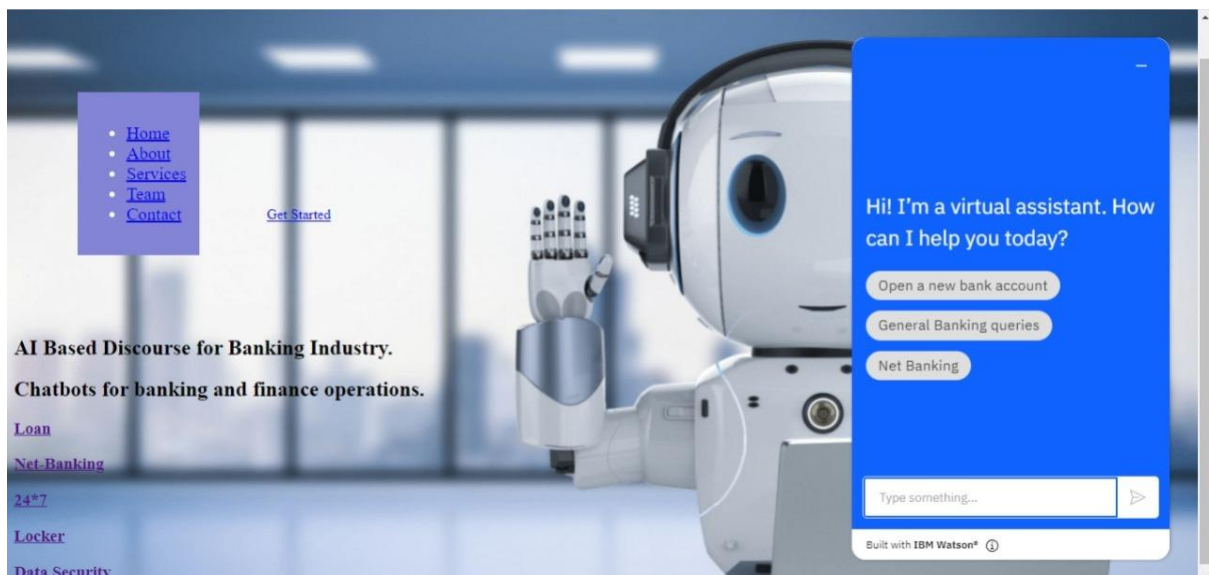 Home
About
Services
Team
Contact
Get Started
AI Based Discourse for Banking Industry.
Chatbots for banking and finance operations.
Loan
Net-Banking
24*7
Locker
Data Security
Hi! I'm a virtual assistant. How
can I help you today?
Open a new bank account
General Banking queries
Net Banking
Type something...
Built with IBM Watson®